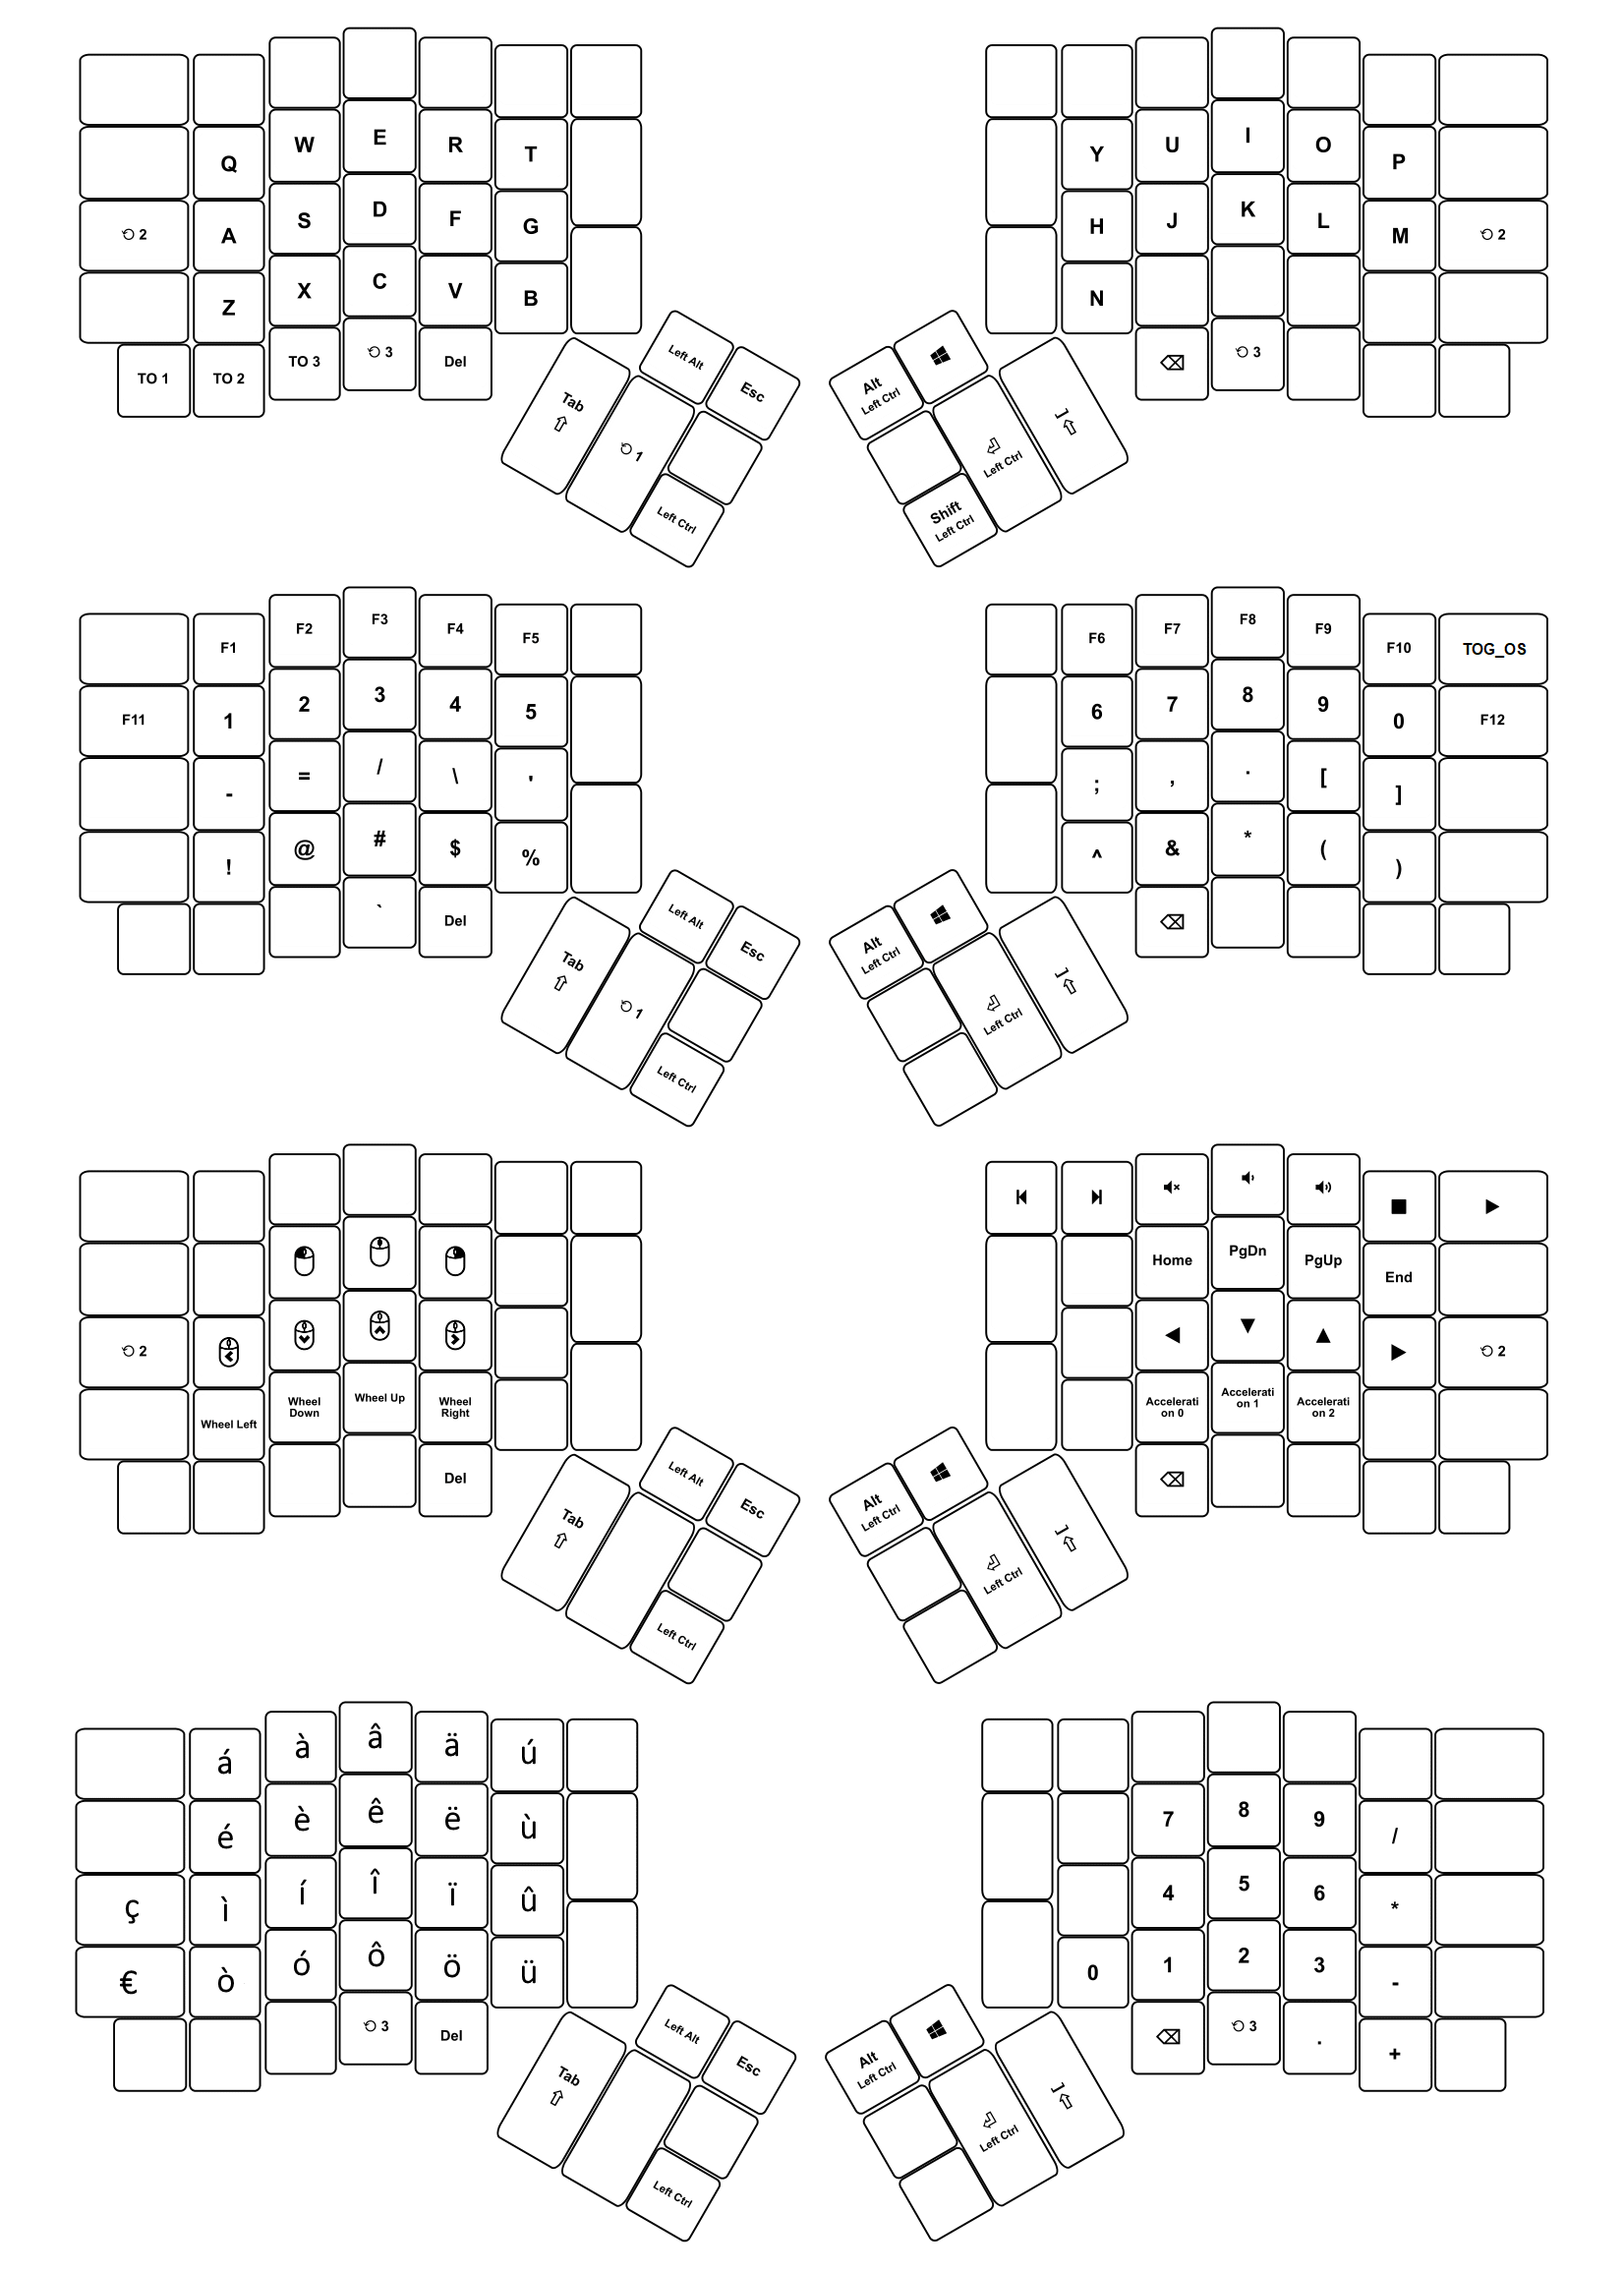 W E R T Y U I O P
Q
⟲ 2 A S D F G H J K L M ⟲ 2
Z X C V B N
TO 1 TO 2 TO 3 ⟲ 3 Del ⌫ ⟲ 3
Left Alt Esc
Tab ⇧ ⟲ 1
Left Ctrl
Alt
Left Ctrl
Left Ctrl
Shift
Left Ctrl
F1 F2 F3 F4 F5 F6 F7 F8 F9 F10 TOG_OS
F11 1 2 3 4 5 6 7 8 9 0 F12
- = / \ ' ; , . [ ]
! @ # $ % ^ & * ( )
` Del ⌫
Left Alt Esc
Tab ⇧ ⟲ 1
Left Ctrl
Alt
Left Ctrl
Left Ctrl
Home PgDn PgUp End
⟲ 2 ◀ ▼ ▲ ▶ ⟲ 2
Wheel Left Wheel Down Wheel Up Wheel Right
Accelerati
on 0
Accelerati
on 1
Accelerati
on 2
Del ⌫
Left Alt Esc
Tab ⇧
Left Ctrl
Alt
Left Ctrl
Left Ctrl
á à â ä ú
é è ê ë ù 7 8 9 /
ç ì í î ï û 4 5 6 *
€ ò ó ô ö ü 0 1 2 3 -
⟲ 3 Del ⌫ ⟲ 3 . +
Left Alt Esc
Tab ⇧
Left Ctrl
Alt
Left Ctrl
Left Ctrl